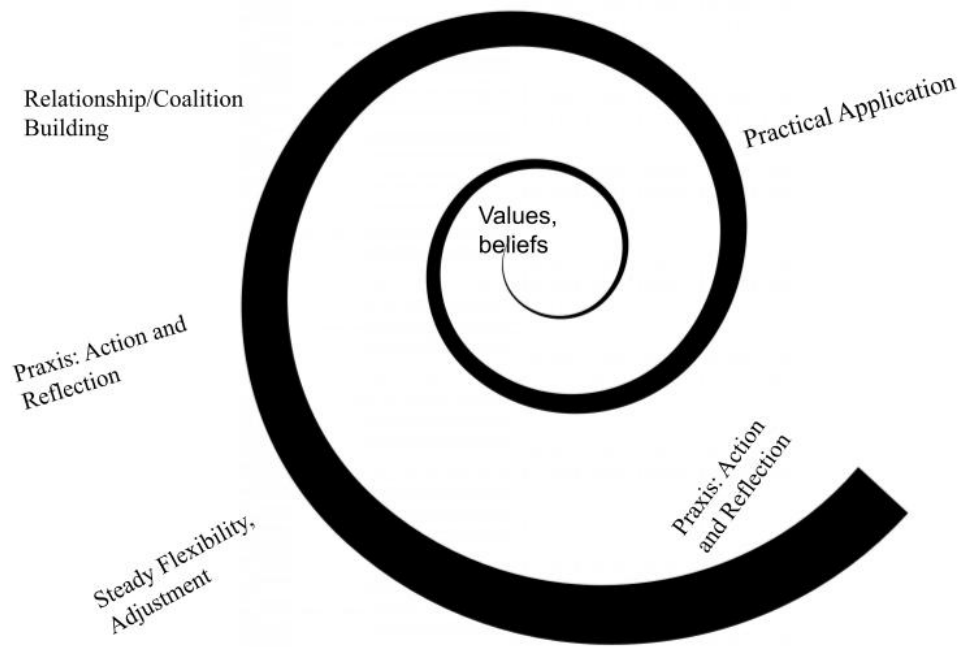 Relationship/Coalition
Building
Practical Application
Values,
beliefs
Praxis: Action and
Reflection
Praxis: Action
and Reflection
Steady Flexibility,
Adjustment